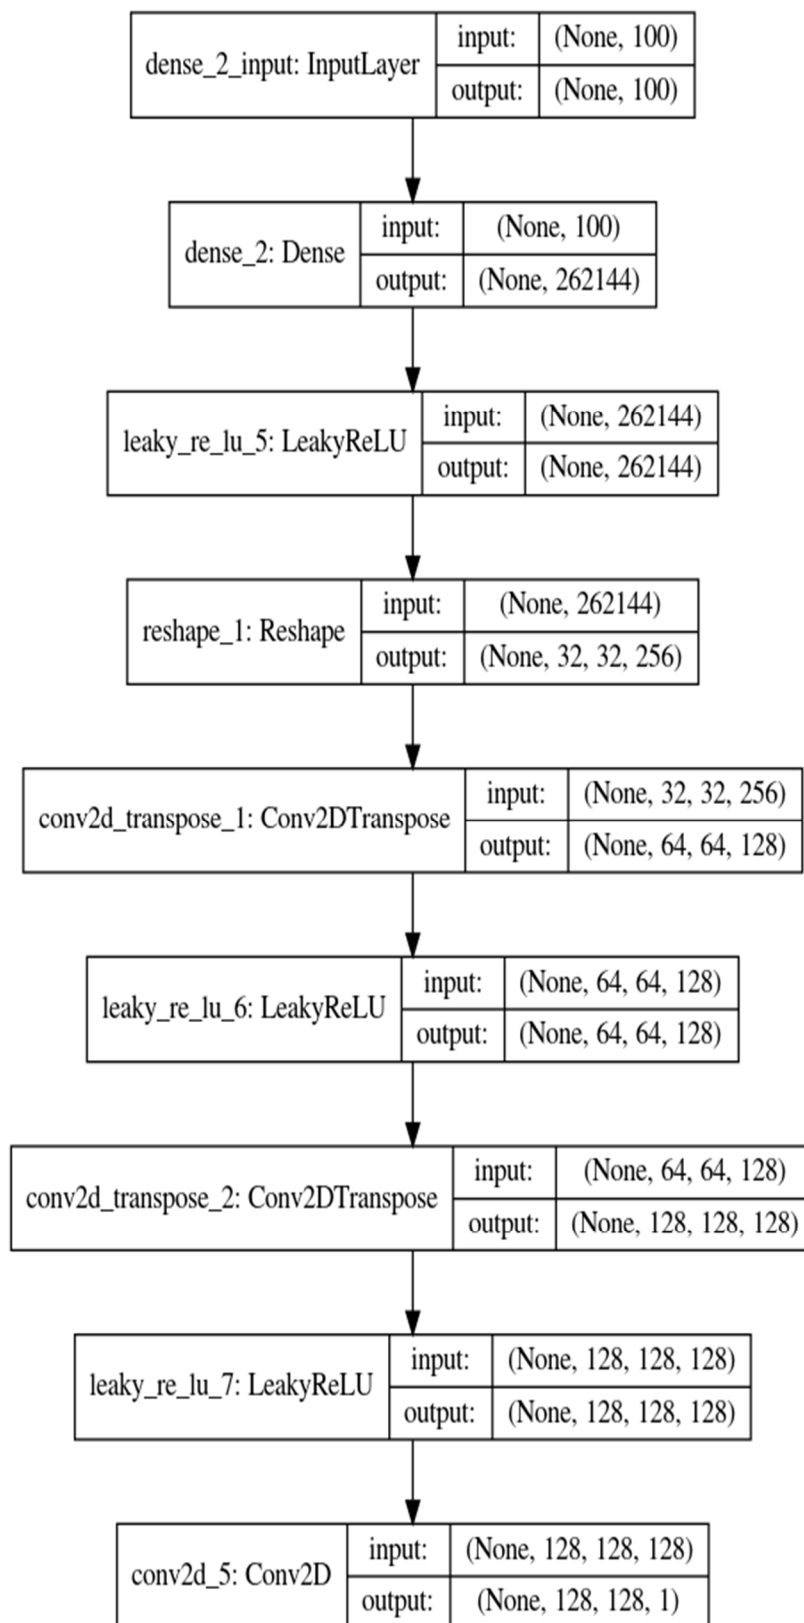 dense_2_input: InputLayer
input: (None, 100)
output: (None, 100)
dense_2: Dense
input: (None, 100)
output: (None, 262144)
leaky_re_lu_5: LeakyReLU
input: (None, 262144)
output: (None, 262144)
reshape_1: Reshape
input: (None, 262144)
output: (None, 32, 32, 256)
conv2d_transpose_1: Conv2DTranspose
input: (None, 32, 32, 256)
output: (None, 64, 64, 128)
leaky_re_lu_6: LeakyReLU
input: (None, 64, 64, 128)
output: (None, 64, 64, 128)
conv2d_transpose_2: Conv2DTranspose
input: (None, 64, 64, 128)
output: (None, 128, 128, 128)
leaky_re_lu_7: LeakyReLU
input: (None, 128, 128, 128)
output: (None, 128, 128, 128)
conv2d_5: Conv2D
input: (None, 128, 128, 128)
output: (None, 128, 128, 1)